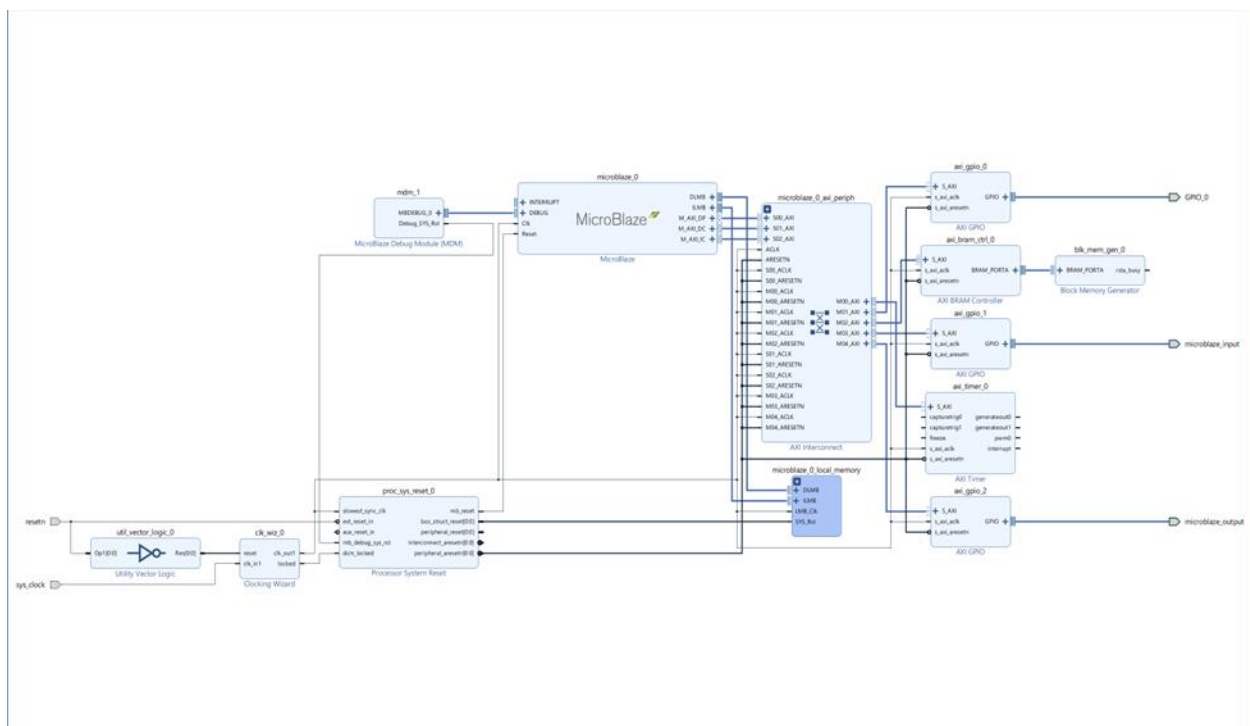 mdm_1
MBDEBUG_0
Debug_SYS_Rst
MicroBlaze Debug Module (MDM)
microblaze_0
INTERRUPT
DEBUG
Clk
Reset
MicroBlaze
DLMB
ILMB
M_AXI_DP
M_AXI_DC
M_AXI_IC
MicroBlaze
microblaze_0_axi_periph
S00_AXI
S01_AXI
S02_AXI
ACLK
ARESETN
S00_ACLK
S00_ARESETN
M00_ACLK
M00_ARESETN
M01_ACLK
M01_ARESETN
M02_ACLK
M02_ARESETN
S01_ACLK
S01_ARESETN
S02_ACLK
S02_ARESETN
M03_ACLK
M03_ARESETN
M04_ACLK
M04_ARESETN
M00_AXI
M01_AXI
M02_AXI
M03_AXI
M04_AXI
AXI Interconnect
axi_gpio_0
S_AXI
s_axi_aclk
s_axi_aresetn
GPIO
AXI GPIO
GPIO_0
axi_bram_ctrl_0
S_AXI
s_axi_aclk
s_axi_aresetn
BRAM_PORTA
AXI BRAM Controller
blk_mem_gen_0
BRAM_PORTA
rsta_busy
Block Memory Generator
axi_gpio_1
S_AXI
s_axi_aclk
s_axi_aresetn
GPIO
AXI GPIO
microblaze_input
axi_timer_0
S_AXI
capturetrig0
capturetrig1
freeze
s_axi_aclk
s_axi_aresetn
generateout0
generateout1
pwm0
interrupt
AXI Timer
axi_gpio_2
S_AXI
s_axi_aclk
s_axi_aresetn
GPIO
AXI GPIO
microblaze_output
microblaze_0_local_memory
DLMB
ILMB
LMB_Clk
SYS_Rst
proc_sys_reset_0
slowest_sync_clk
ext_reset_in
aux_reset_in
mb_debug_sys_rst
dcm_locked
mb_reset
bus_struct_reset[0:0]
peripheral_reset[0:0]
interconnect_aresetn[0:0]
peripheral_aresetn[0:0]
Processor System Reset
resetn
sys_clock
util_vector_logic_0
Op1[0:0]
Res[0:0]
Utility Vector Logic
clk_wiz_0
reset
clk_in1
clk_out1
locked
Clocking Wizard